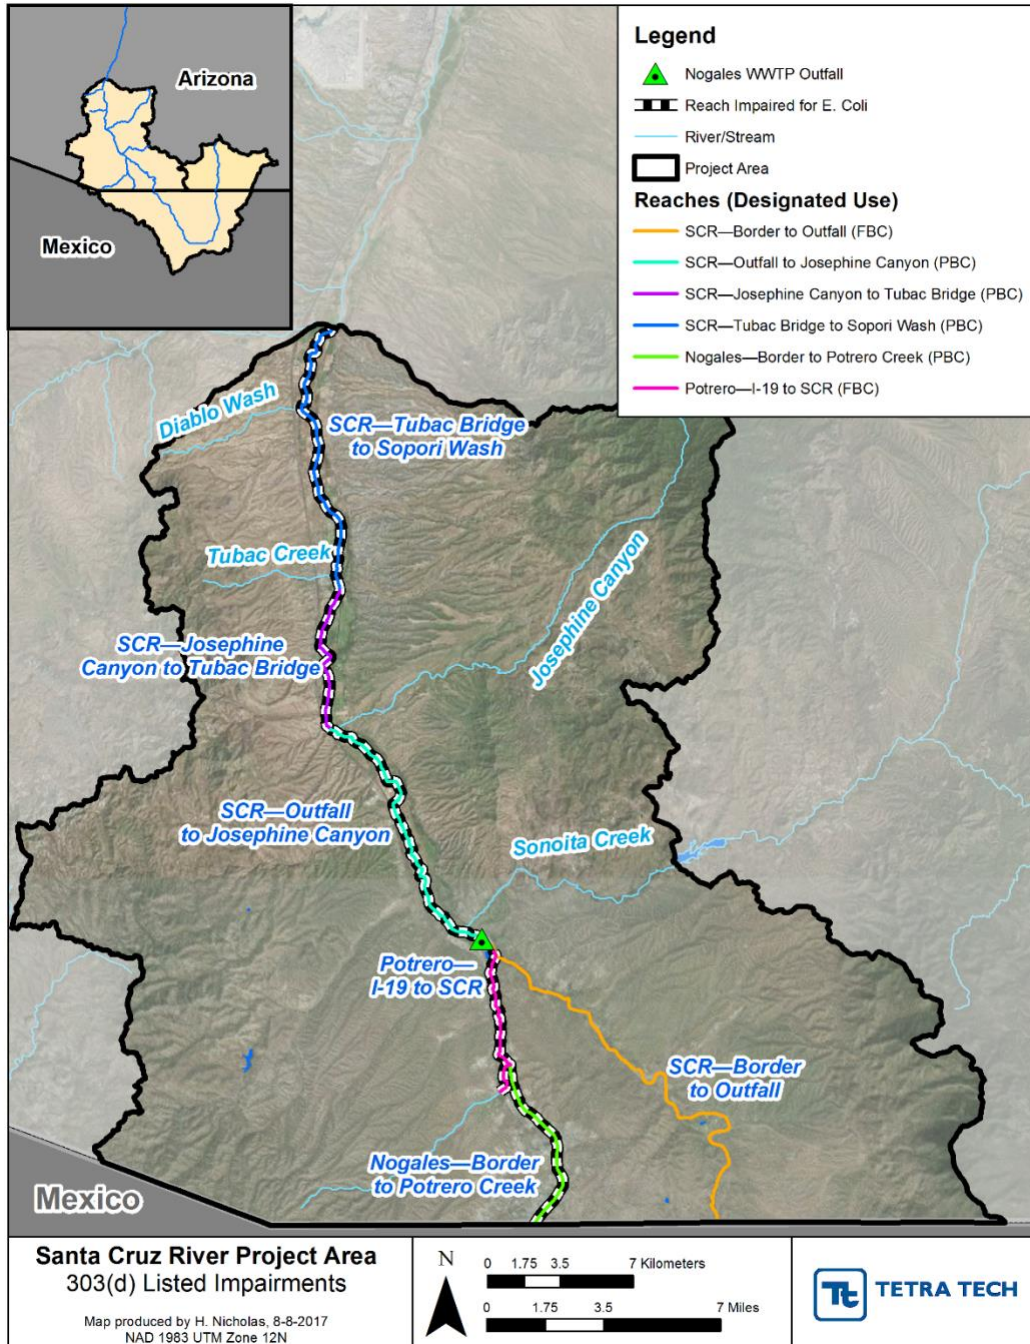 Arizona
Mexico
Legend
Nogales WWTP Outfall
Reach Impaired for E. Coli
River/Stream
Project Area
Reaches (Designated Use)
SCR—Border to Outfall (FBC)
SCR—Outfall to Josephine Canyon (PBC)
SCR—Josephine Canyon to Tubac Bridge (PBC)
SCR—Tubac Bridge to Sopori Wash (PBC)
Nogales—Border to Potrero Creek (PBC)
Potrero—I-19 to SCR (FBC)
Diablo Wash
SCR—Tubac Bridge
to Sopori Wash
Tubac Creek
Josephine Canyon
SCR—Josephine
Canyon to Tubac Bridge
SCR—Outfall
to Josephine Canyon
Sonoita Creek
Potrero—
I-19 to SCR
SCR—Border
to Outfall
Nogales—Border
to Potrero Creek
Mexico
Santa Cruz River Project Area
303(d) Listed Impairments
Map produced by H. Nicholas, 8-8-2017
NAD 1983 UTM Zone 12N
N
0 1.75 3.5 7 Kilometers
0 1.75 3.5 7 Miles
Tt TETRA TECH